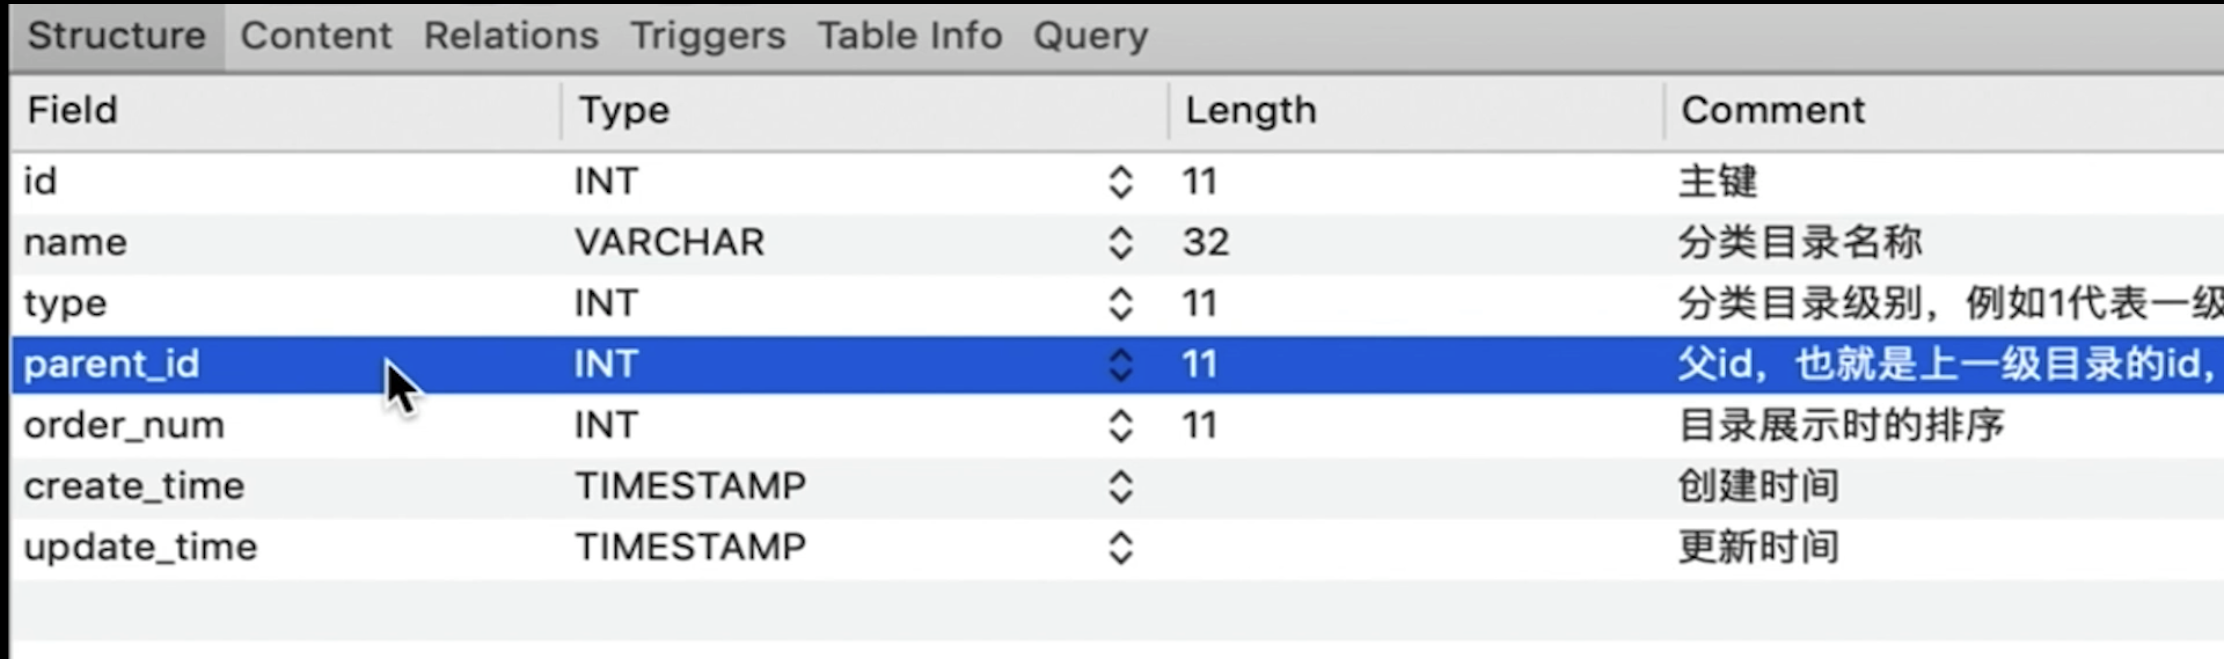 Structure Content Relations Triggers Table Info Query
Field Type Length Comment
id INT 11 主键
name VARCHAR 32 分类目录名称
type INT 11 分类目录级别，例如1代表一级
parent_id INT 11 父id，也就是上一级目录的id，
order_num INT 11 目录展示时的排序
create_time TIMESTAMP 创建时间
update_time TIMESTAMP 更新时间